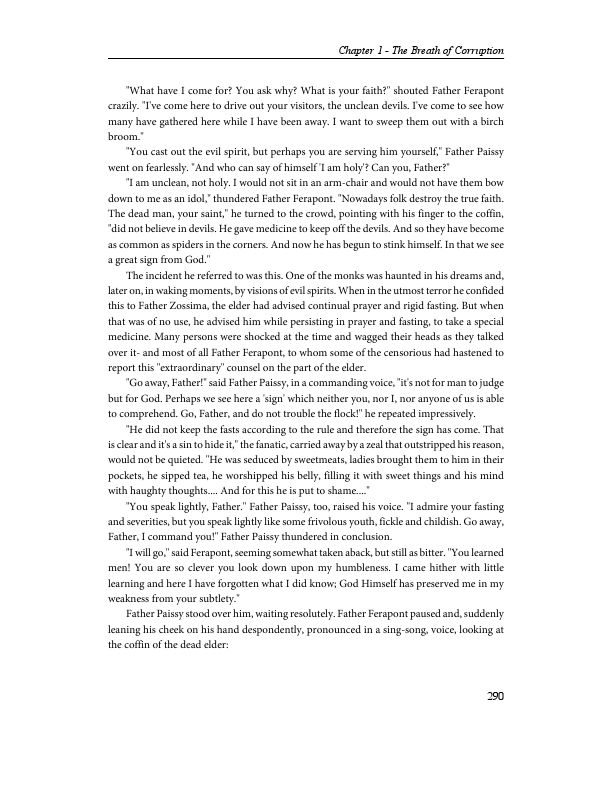 Chapter 1 - The Breath of Corruption
"What have I come for? You ask why? What is your faith?" shouted Father Ferapont
crazily. "I've come here to drive out your visitors, the unclean devils. I've come to see how
many have gathered here while I have been away. I want to sweep them out with a birch
broom."
"You cast out the evil spirit, but perhaps you are serving him yourself," Father Paissy
went on fearlessly. "And who can say of himself 'I am holy'? Can you, Father?"
"I am unclean, not holy. I would not sit in an arm-chair and would not have them bow
down to me as an idol," thundered Father Ferapont. "Nowadays folk destroy the true faith.
The dead man, your saint," he turned to the crowd, pointing with his finger to the coffin,
"did not believe in devils. He gave medicine to keep off the devils. And so they have become
as common as spiders in the corners. And now he has begun to stink himself. In that we see
a great sign from God."
The incident he referred to was this. One of the monks was haunted in his dreams and,
later on, in waking moments, by visions of evil spirits. When in the utmost terror he confided
this to Father Zossima, the elder had advised continual prayer and rigid fasting. But when
that was of no use, he advised him while persisting in prayer and fasting, to take a special
medicine. Many persons were shocked at the time and wagged their heads as they talked
over it- and most of all Father Ferapont, to whom some of the censorious had hastened to
report this "extraordinary" counsel on the part of the elder.
"Go away, Father!" said Father Paissy, in a commanding voice, "it's not for man to judge
but for God. Perhaps we see here a 'sign' which neither you, nor I, nor anyone of us is able
to comprehend. Go, Father, and do not trouble the flock!" he repeated impressively.
"He did not keep the fasts according to the rule and therefore the sign has come. That
is clear and it's a sin to hide it," the fanatic, carried away by a zeal that outstripped his reason,
would not be quieted. "He was seduced by sweetmeats, ladies brought them to him in their
pockets, he sipped tea, he worshipped his belly, filling it with sweet things and his mind
with haughty thoughts.... And for this he is put to shame...."
"You speak lightly, Father." Father Paissy, too, raised his voice. "I admire your fasting
and severities, but you speak lightly like some frivolous youth, fickle and childish. Go away,
Father, I command you!" Father Paissy thundered in conclusion.
"I will go," said Ferapont, seeming somewhat taken aback, but still as bitter. "You learned
men! You are so clever you look down upon my humbleness. I came hither with little
learning and here I have forgotten what I did know; God Himself has preserved me in my
weakness from your subtlety."
Father Paissy stood over him, waiting resolutely. Father Ferapont paused and, suddenly
leaning his cheek on his hand despondently, pronounced in a sing-song, voice, looking at
the coffin of the dead elder:
290